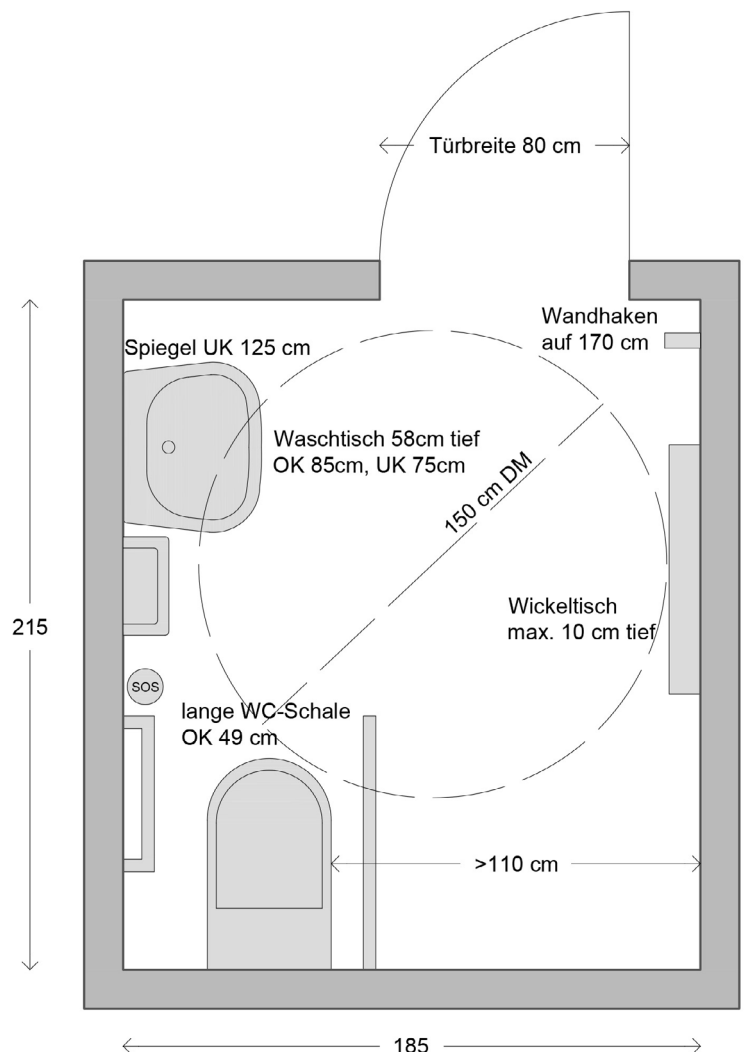 Türbreite 80 cm
Wandhaken
auf 170 cm
Spiegel UK 125 cm
Waschtisch 58cm tief
OK 85cm, UK 75cm
150 cm DM
Wickeltisch
max. 10 cm tief
215
SOS
lange WC-Schale
OK 49 cm
>110 cm
185